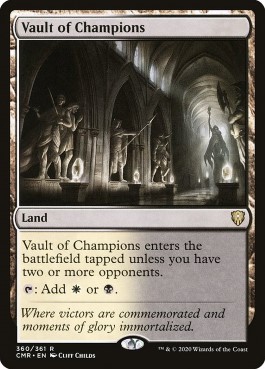 Vault of Champions
Land
Vault of Champions enters the
battlefield tapped unless you have
two or more opponents.
: Add or .
Where victors are commemorated and
moments of glory immortalized.
360/361 R
CMR • EN Cliff Childs
™ & © 2020 Wizards of the Coast